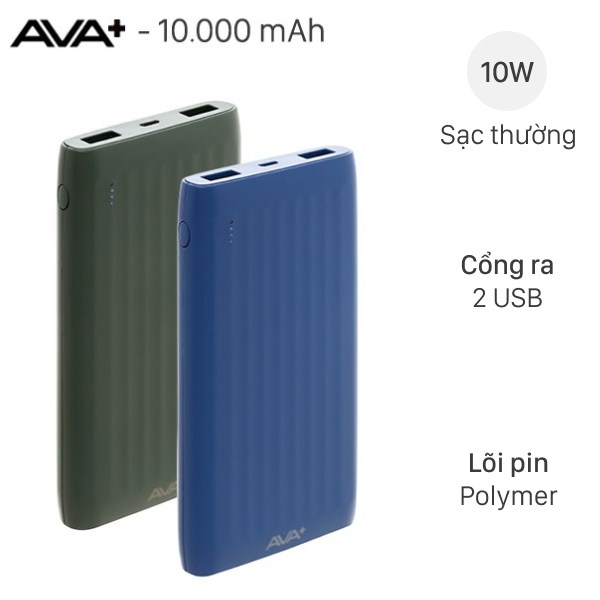 AVA+ - 10.000 mAh
10W
Sạc thường
Cổng ra
2 USB
Lõi pin
Polymer
AVA+
AVA+